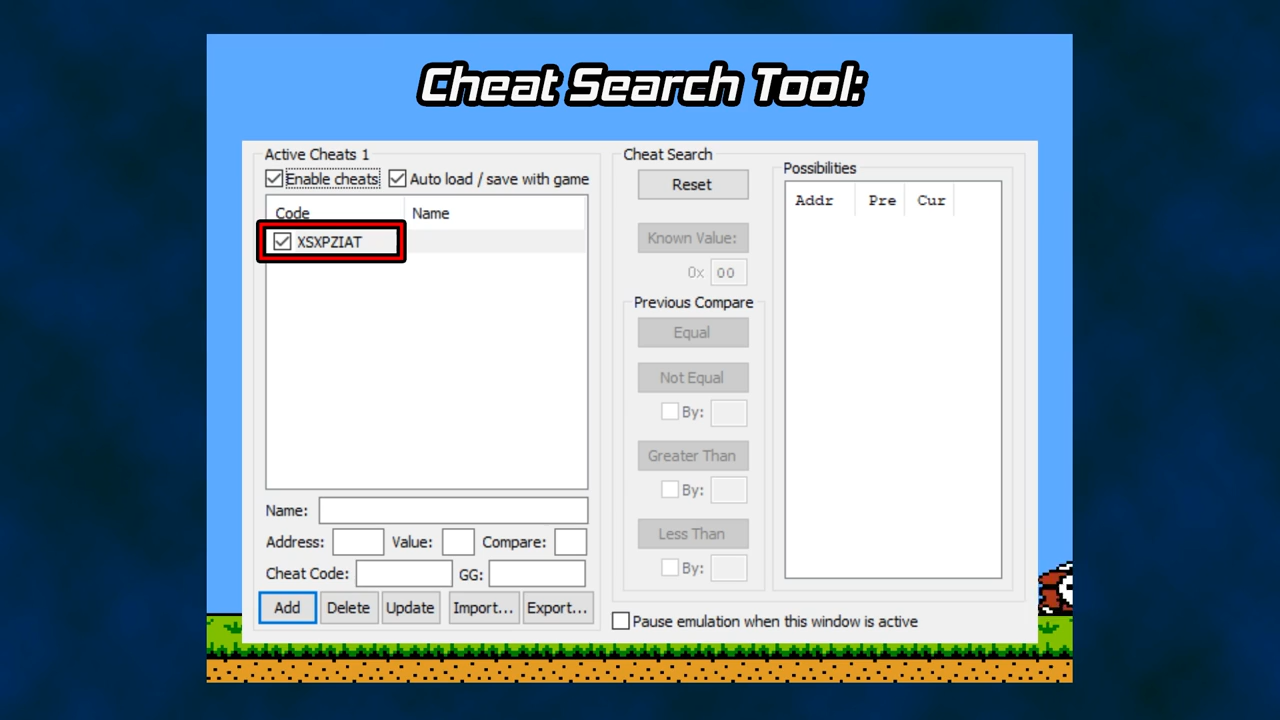 Cheat Search Tool:
Active Cheats 1
Enable cheats Auto load / save with game
Code Name
XSXPZIAT
Name:
Address: Value: Compare:
Cheat Code: GG:
Add Delete Update Import... Export...
Cheat Search
Reset
Known Value:
0x 00
Previous Compare
Equal
Not Equal
By:
Greater Than
By:
Less Than
By:
Possibilities
Addr Pre Cur
Pause emulation when this window is active